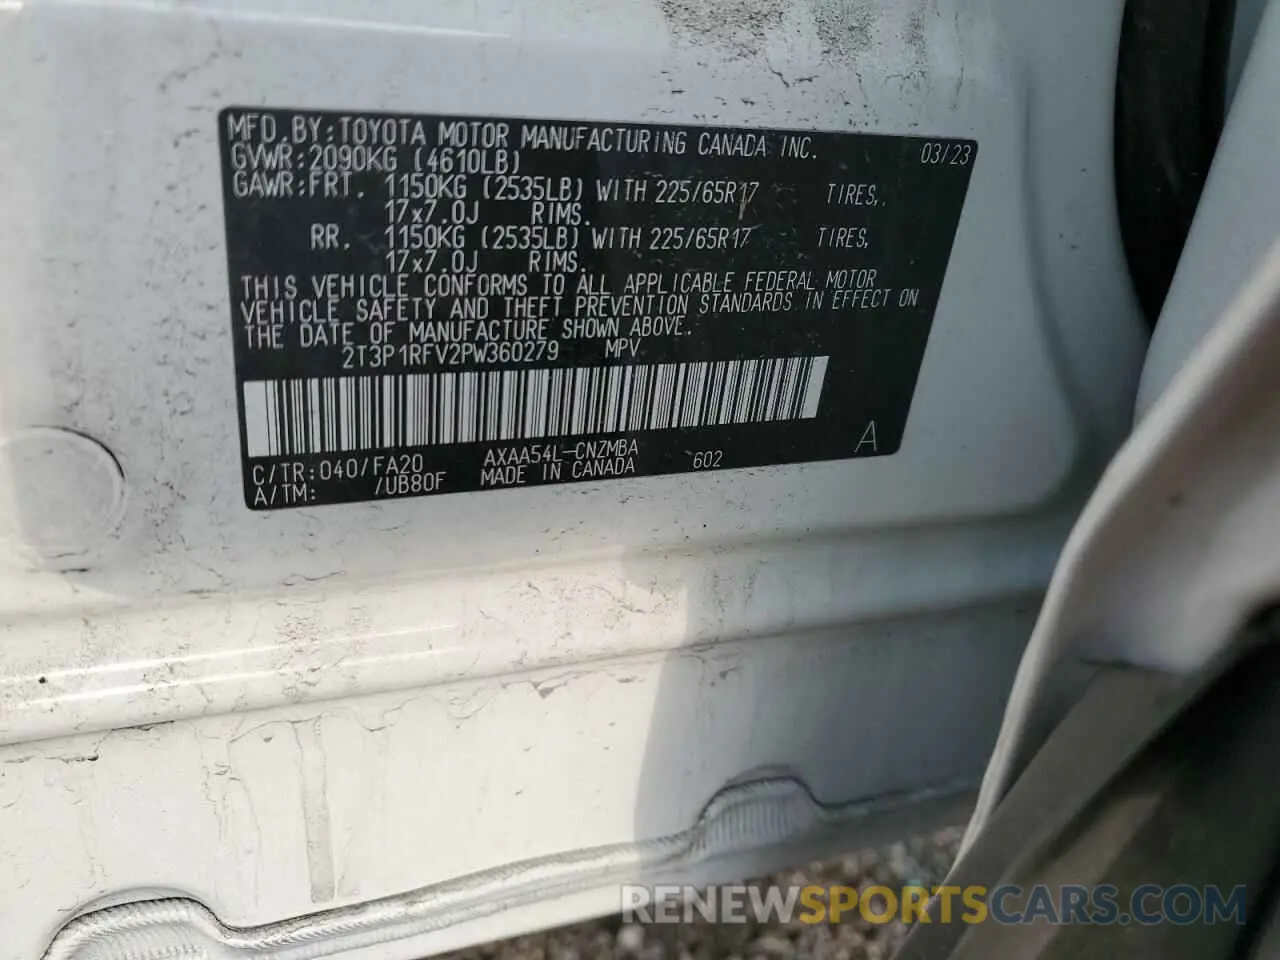 MFD.BY:TOYOTA MOTOR MANUFACTURING CANADA INC. 03/23
GVWR:2090KG (4610LB)
GAWR:FRT. 1150KG (2535LB) WITH 225/65R17 TIRES,
17x7.0J RIMS.
RR. 1150KG (2535LB) WITH 225/65R17 TIRES,
17x7.0J RIMS.
THIS VEHICLE CONFORMS TO ALL APPLICABLE FEDERAL MOTOR
VEHICLE SAFETY AND THEFT PREVENTION STANDARDS IN EFFECT ON
THE DATE OF MANUFACTURE SHOWN ABOVE.
2T3P1RFV2PW360279 MPV
C/TR:040/FA20 AXAA54L-CNZMBA 602 A
A/TM: /UB80F MADE IN CANADA
RENEWSPORTSCARS.COM